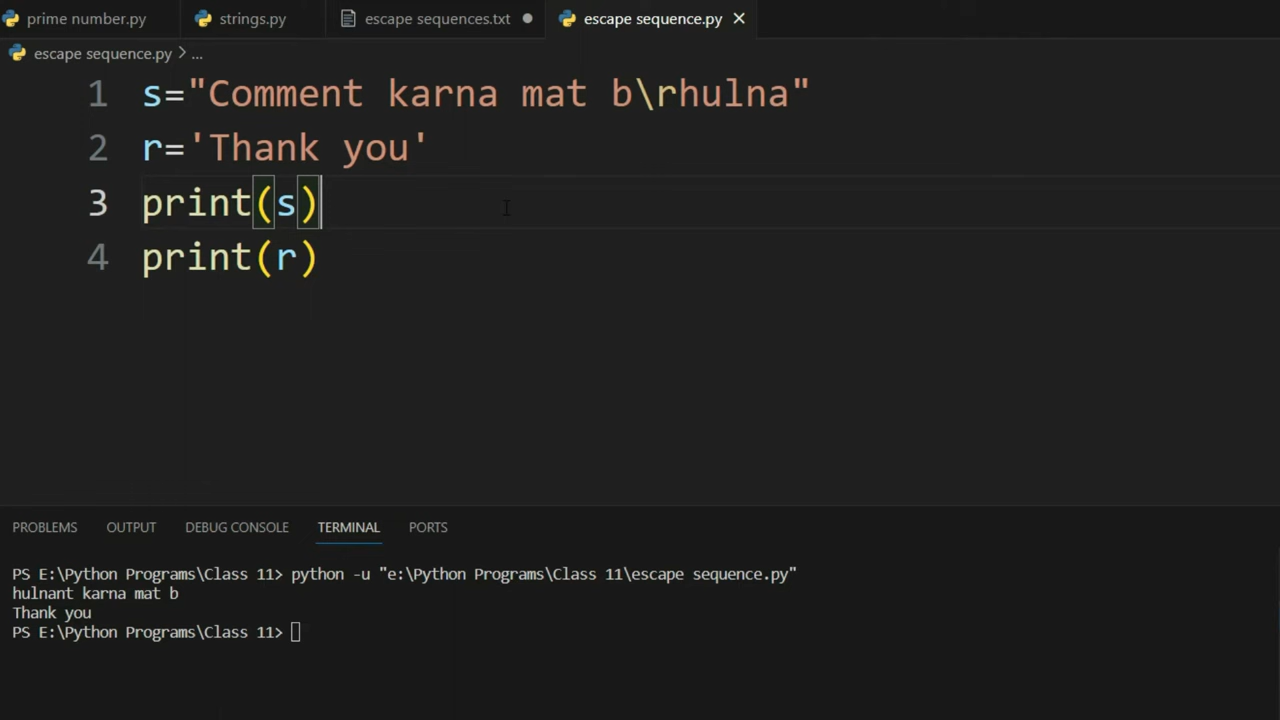 prime number.py strings.py escape sequences.txt escape sequence.py
escape sequence.py > ...
1 s="Comment karna mat b\rhulna"
2 r='Thank you'
3 print(s)
4 print(r)
PROBLEMS OUTPUT DEBUG CONSOLE TERMINAL PORTS
PS E:\Python Programs\Class 11> python -u "e:\Python Programs\Class 11\escape sequence.py"
hulnant karna mat b
Thank you
PS E:\Python Programs\Class 11>